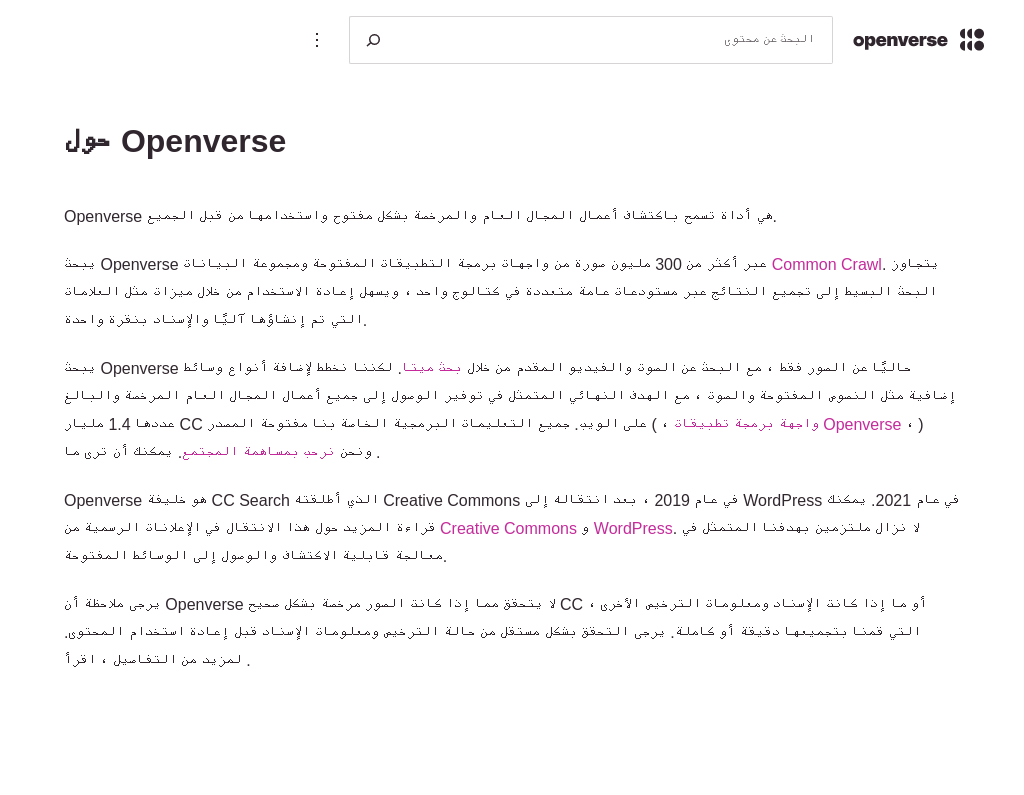 openverse
البحث عن محتوى
حول Openverse
Openverse هي أداة تسمح باكتشاف أعمال المجال العام والمرخصة بشكل مفتوح واستخدامها من قبل الجميع.
يبحث Openverse عبر أكثر من 300 مليون صورة من واجهات برمجة التطبيقات المفتوحة ومجموعة البيانات Common Crawl. يتجاوز
البحث البسيط إلى تجميع النتائج عبر مستودعات عامة متعددة في كتالوج واحد ، ويسهل إعادة الاستخدام من خلال ميزات مثل العلامات
التي تم إنشاؤها آليًا والإسناد بنقرة واحدة.
يبحث Openverse حاليًا عن الصور فقط ، مع البحث عن الصوت والفيديو المقدم من خلال بحث ميتا. لكننا نخطط لإضافة أنواع وسائط
إضافية مثل النصوص المفتوحة والصوت ، مع الهدف النهائي المتمثل في توفير الوصول إلى جميع أعمال المجال العام المرخصة والبالغ
عددها 1.4 مليار CC على الويب. جميع التعليمات البرمجية الخاصة بنا مفتوحة المصدر ( ، واجهة برمجة تطبيقات Openverse ، )
ونحن نرحب بمساهمة المجتمع. يمكنك أن ترى ما .
Openverse هو خليفة CC Search الذي أطلقته Creative Commons في عام 2019 ، بعد انتقاله إلى WordPress في عام 2021. يمكنك
قراءة المزيد حول هذا الانتقال في الإعلانات الرسمية من Creative Commons و WordPress. لا نزال ملتزمين بهدفنا المتمثل في
معالجة قابلية الاكتشاف والوصول إلى الوسائط المفتوحة.
يرجى ملاحظة أن Openverse لا يتحقق مما إذا كانت الصور مرخصة بشكل صحيح CC ، أو ما إذا كانت الإسناد ومعلومات الترخيص الأخرى
التي قمنا بتجميعها دقيقة أو كاملة. يرجى التحقق بشكل مستقل من حالة الترخيص ومعلومات الإسناد قبل إعادة استخدام المحتوى.
لمزيد من التفاصيل ، اقرأ .